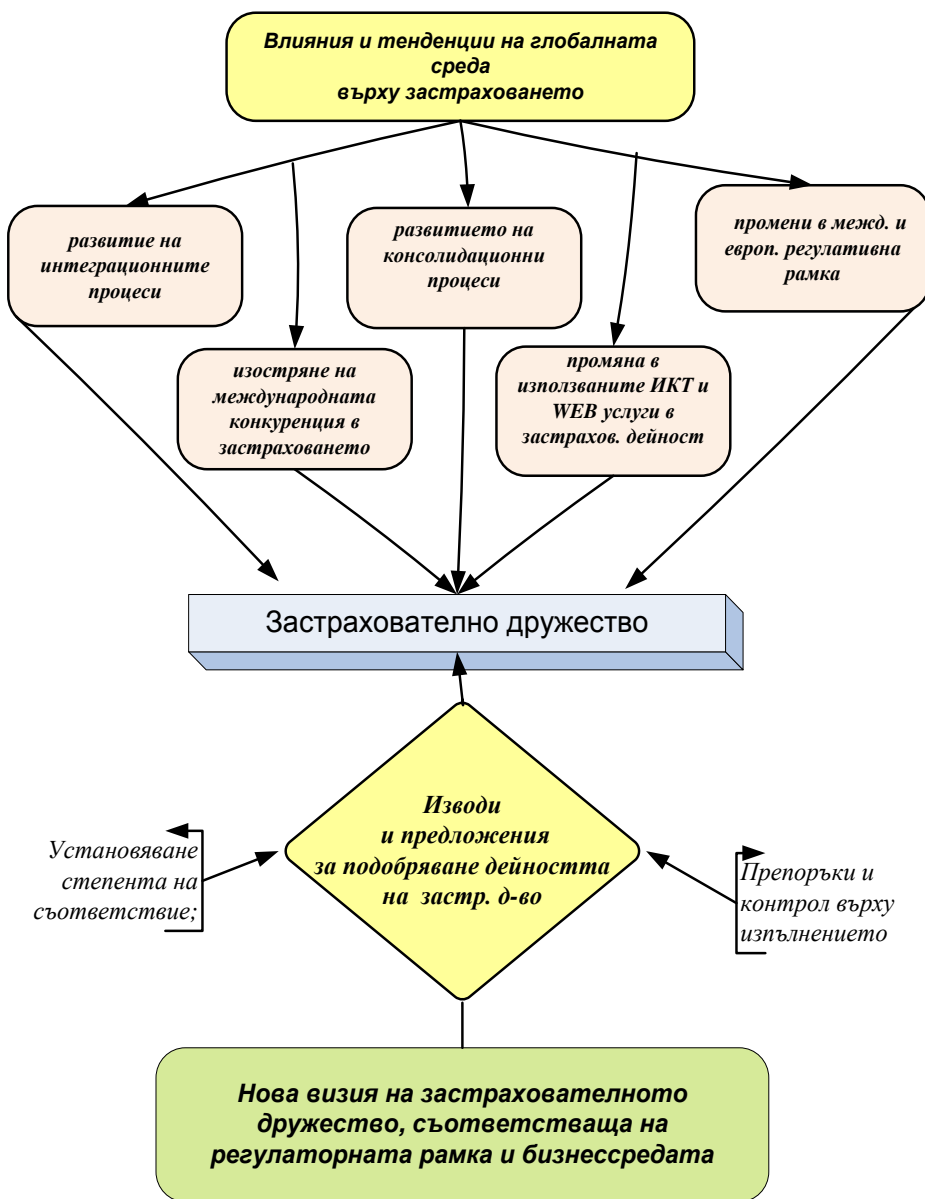 Влияния и тенденции на глобалната
среда
върху застраховането
развитие на
интеграционните
процеси
развитието на
консолидационни
процеси
промени в межд. и
европ. регулативна
рамка
изостряне на
международната
конкуренция в
застраховането
промяна в
използваните ИКТ и
WEB услуги в
застрахов. дейност
Застрахователно дружество
Изводи
и предложения
за подобряване дейността
на застр. д-во
Установяване
степента на
съответствие;
Препоръки и
контрол върху
изпълнението
Нова визия на застрахователното
дружество, съответстваща на
регулаторната рамка и бизнессредата